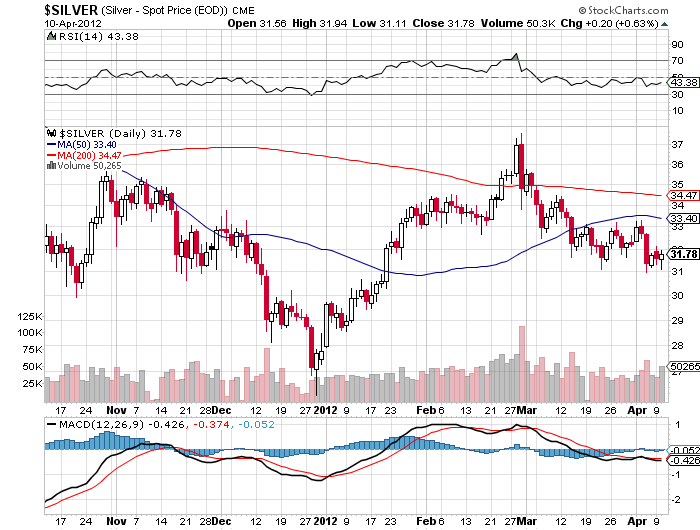 $SILVER (Silver - Spot Price (EOD)) CME © StockCharts.com
10-Apr-2012 Open 31.56 High 31.94 Low 31.11 Close 31.78 Volume 50.3K Chg +0.20 (+0.63%)
RSI(14) 43.38
90
70
50
43.38
30
10
$SILVER (Daily) 31.78
MA(50) 33.40
MA(200) 34.47
Volume 50,265
37
36
35
34.47
34
33.40
33
32
31.78
31
30
29
28
27
125K
100K
75K
50K
25K
50265
17 24 Nov 7 14 21 28 Dec 12 19 27 2012 9 17 23 Feb 6 13 21 27 Mar 12 19 26 Apr 9
MACD(12,26,9) -0.426, -0.374, -0.052
1
-0.052
-0.426
-1
-2
17 24 Nov 7 14 21 28 Dec 12 19 27 2012 9 17 23 Feb 6 13 21 27 Mar 12 19 26 Apr 9